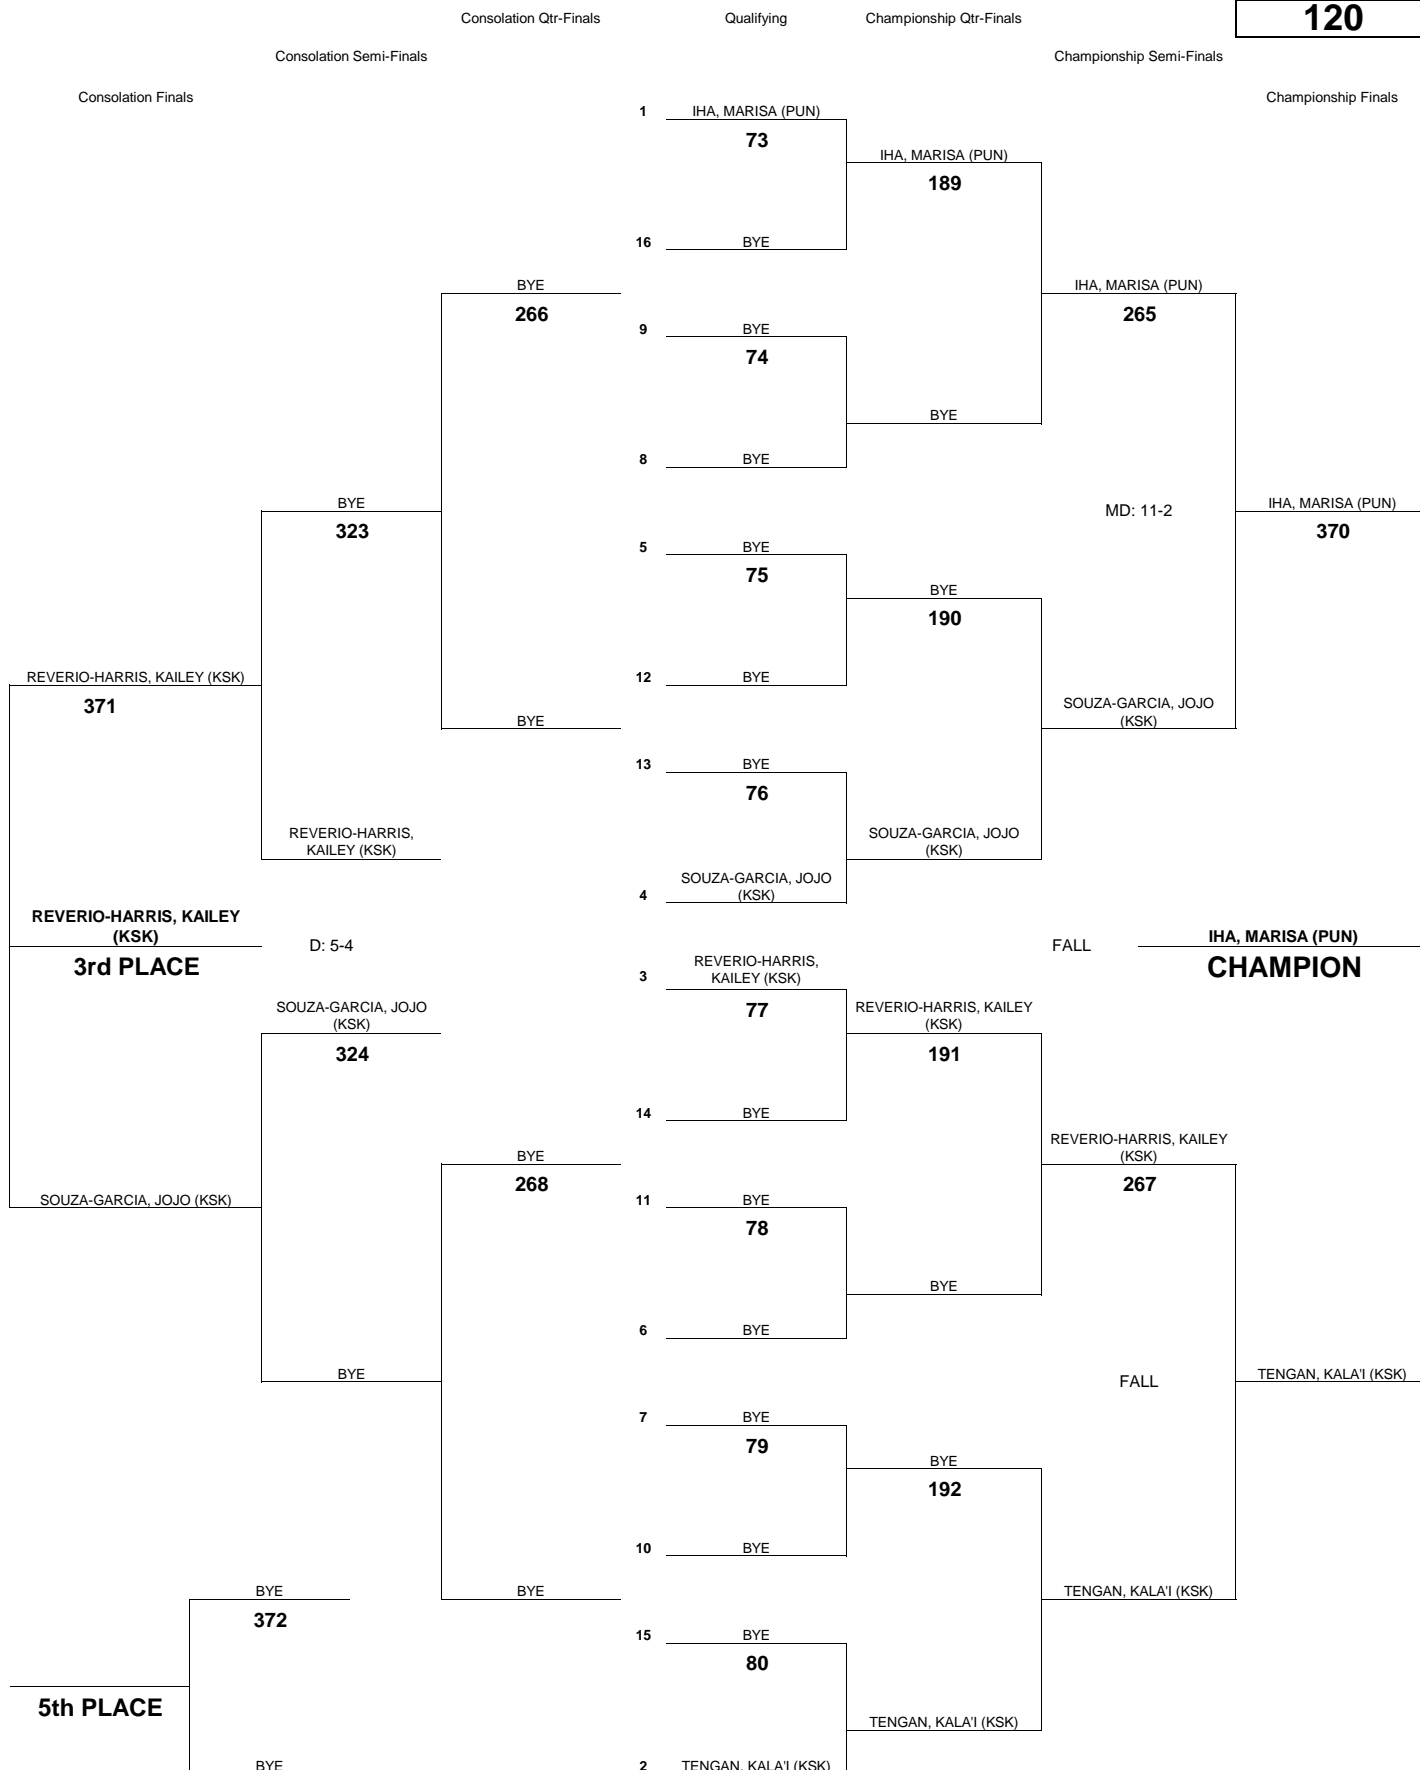 Consolation Qtr-Finals
Qualifying
Championship Qtr-Finals
120
Consolation Semi-Finals
Championship Semi-Finals
Consolation Finals
Championship Finals
1
IHA, MARISA (PUN)
73
IHA, MARISA (PUN)
189
16
BYE
BYE
266
IHA, MARISA (PUN)
265
9
BYE
74
BYE
8
BYE
BYE
323
MD: 11-2
IHA, MARISA (PUN)
370
5
BYE
75
BYE
190
REVERIO-HARRIS, KAILEY (KSK)
371
12
BYE
BYE
SOUZA-GARCIA, JOJO
(KSK)
13
BYE
76
REVERIO-HARRIS,
KAILEY (KSK)
SOUZA-GARCIA, JOJO
(KSK)
4
SOUZA-GARCIA, JOJO
(KSK)
REVERIO-HARRIS, KAILEY
(KSK)
3rd PLACE
D: 5-4
FALL
IHA, MARISA (PUN)
CHAMPION
3
REVERIO-HARRIS,
KAILEY (KSK)
77
SOUZA-GARCIA, JOJO
(KSK)
324
REVERIO-HARRIS, KAILEY
(KSK)
191
14
BYE
BYE
268
REVERIO-HARRIS, KAILEY
(KSK)
267
SOUZA-GARCIA, JOJO (KSK)
11
BYE
78
BYE
6
BYE
BYE
FALL
TENGAN, KALA'I (KSK)
7
BYE
79
BYE
192
10
BYE
BYE
372
BYE
TENGAN, KALA'I (KSK)
15
BYE
80
5th PLACE
TENGAN, KALA'I (KSK)
BYE
2
TENGAN, KALA'I (KSK)